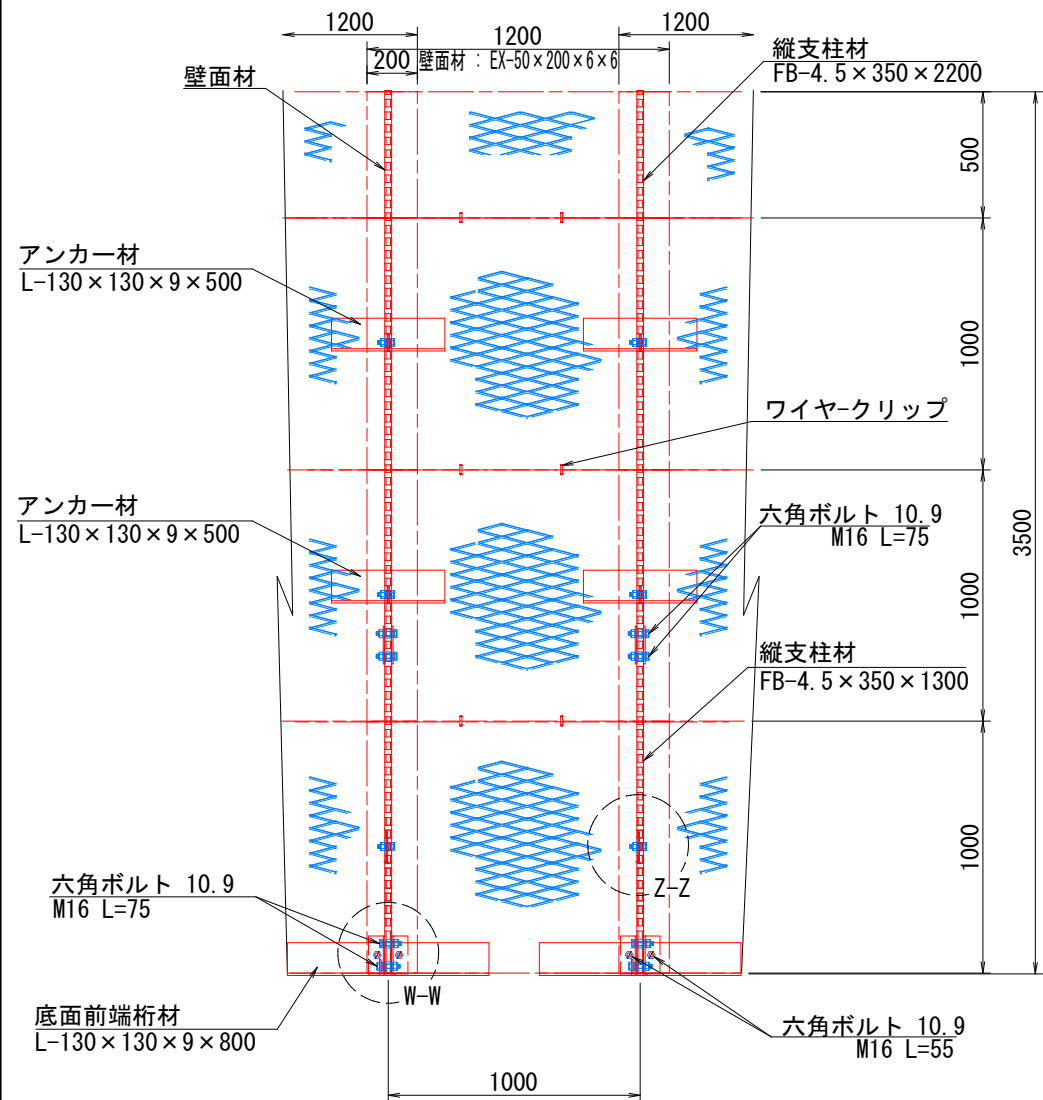 1200
1200
1200
200
壁面材 : EX-50×200×6×6
壁面材
縦支柱材
FB-4.5×350×2200
500
アンカー材
L-130×130×9×500
1000
ワイヤークリップ
アンカー材
L-130×130×9×500
六角ボルト 10.9
M16 L=75
3500
1000
縦支柱材
FB-4.5×350×1300
1000
Z-Z
六角ボルト 10.9
M16 L=75
W-W
底面前端桁材
L-130×130×9×800
六角ボルト 10.9
M16 L=55
1000